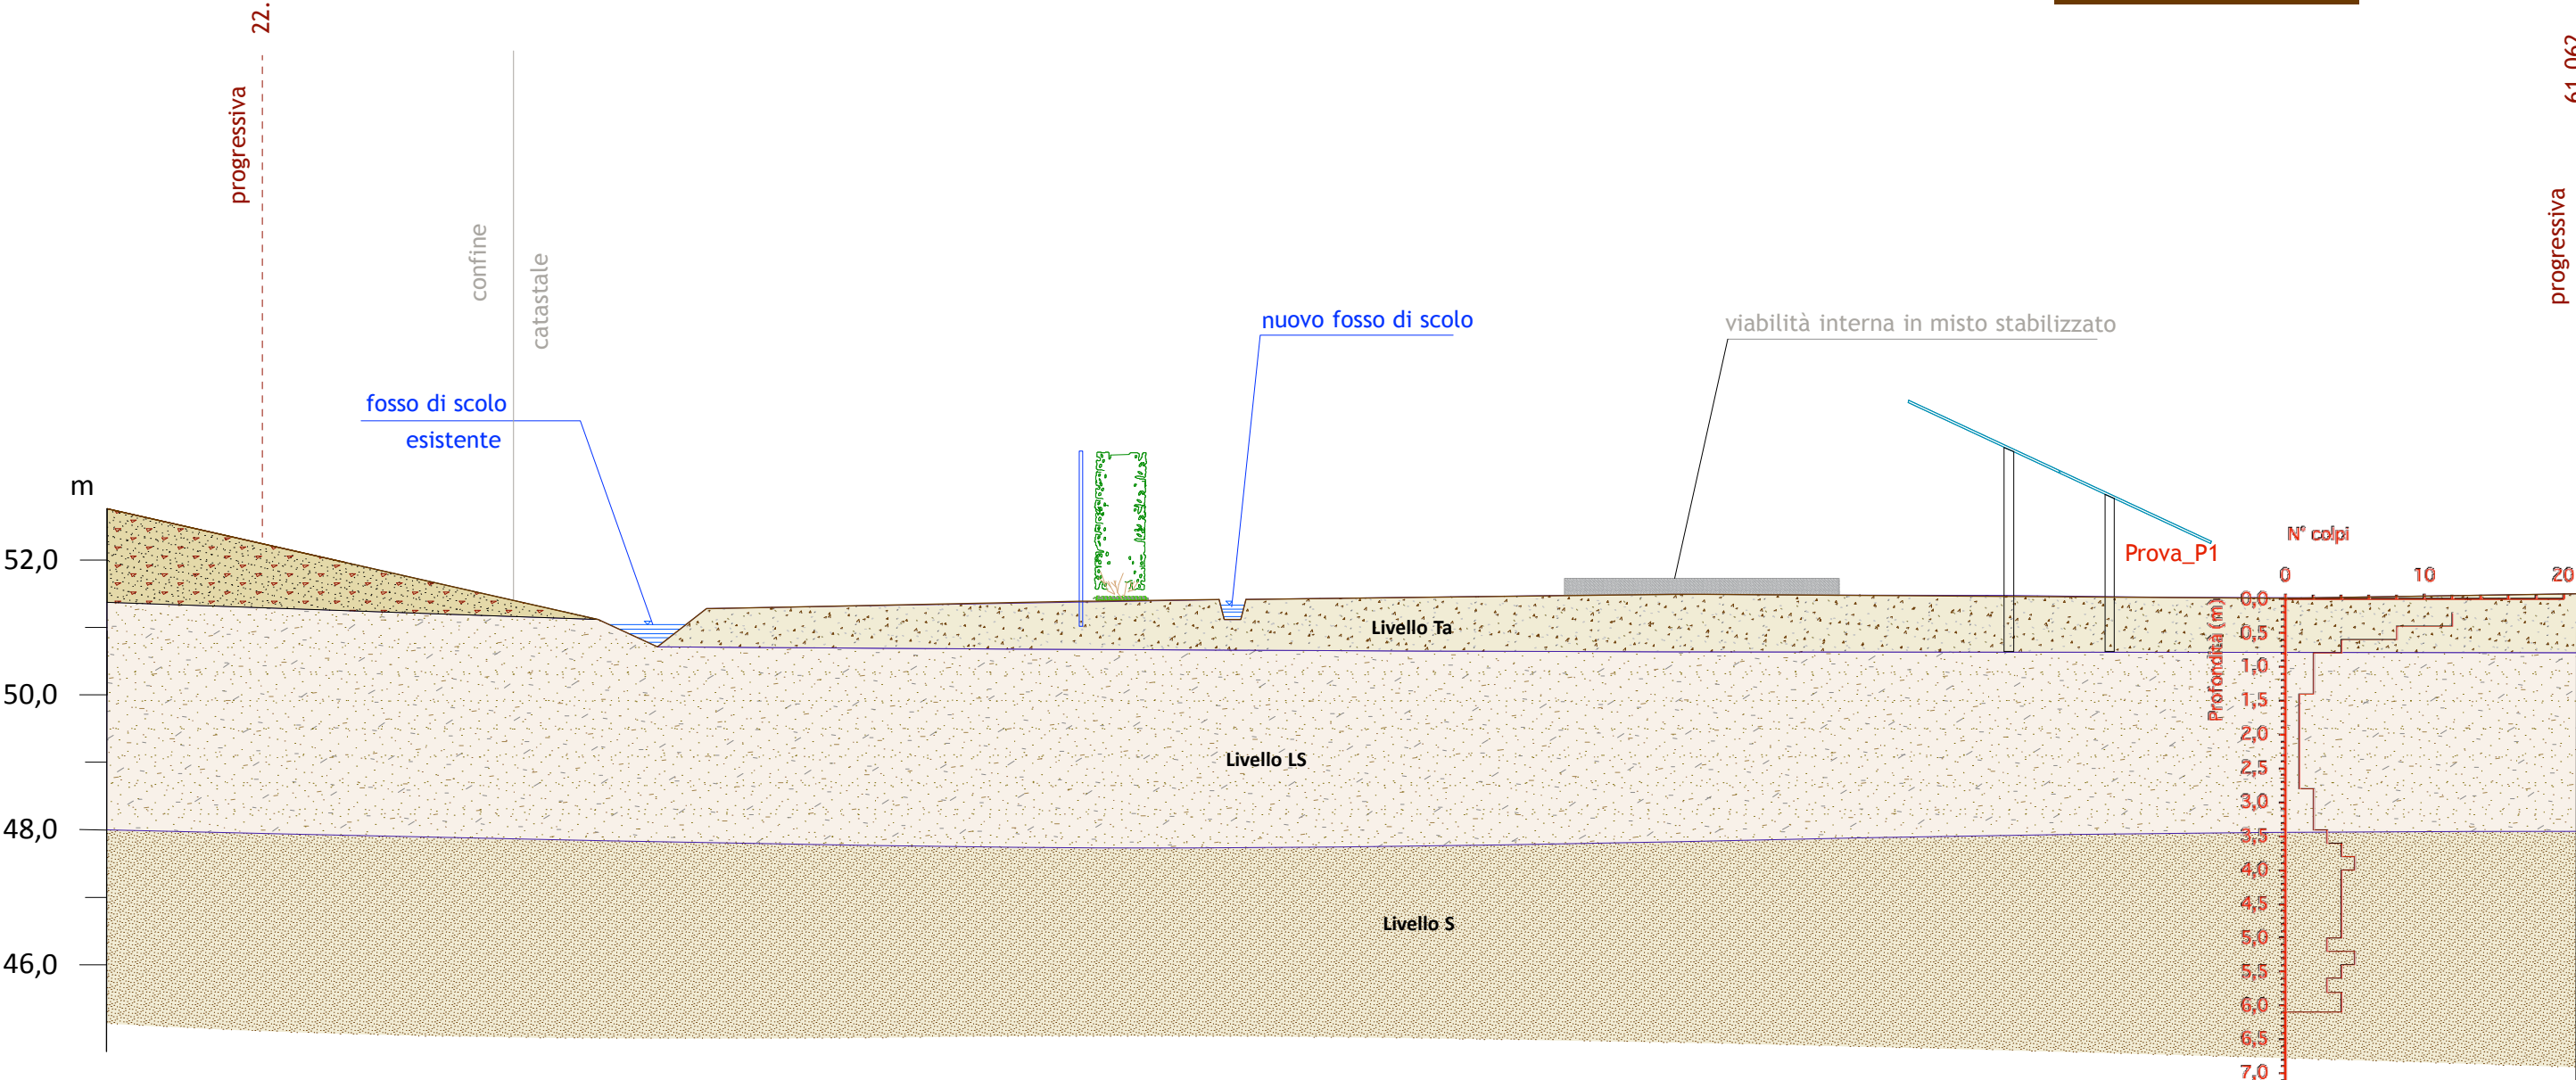 22.
progressiva
confine
catastale
61.062
progressiva
nuovo fosso di scolo
viabilità interna in misto stabilizzato
fosso di scolo
esistente
m
52,0
50,0
48,0
46,0
Livello Ta
Livello LS
Livello S
Prova_P1
N° colpi
0 10 20
Profondità (m)
0,0
0,5
1,0
1,5
2,0
2,5
3,0
3,5
4,0
4,5
5,0
5,5
6,0
6,5
7,0